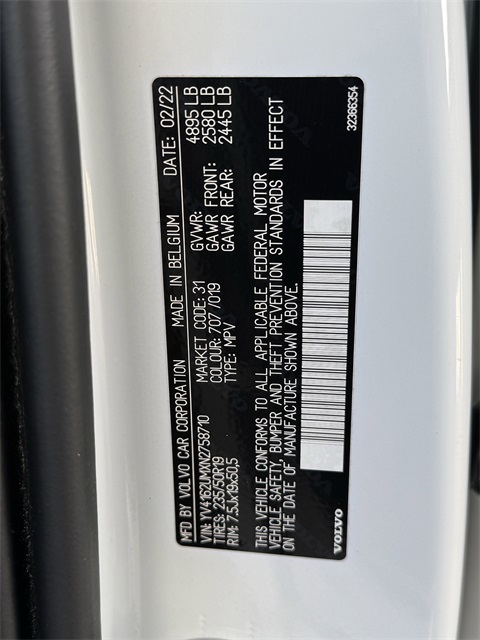 MFD BY VOLVO CAR CORPORATION MADE IN BELGIUM DATE: 02/22
VIN: YV4162UMXN2758710 MARKET CODE: 31 GVWR: 4895 LB
TIRES: 235/50R19 COLOUR: 707/019 GAWR FRONT: 2580 LB
RIM: 7.5Jx19x50,5 TYPE: MPV GAWR REAR: 2445 LB
THIS VEHICLE CONFORMS TO ALL APPLICABLE FEDERAL MOTOR
VEHICLE SAFETY, BUMPER AND THEFT PREVENTION STANDARDS IN EFFECT
ON THE DATE OF MANUFACTURE SHOWN ABOVE.
VOLVO 32366354